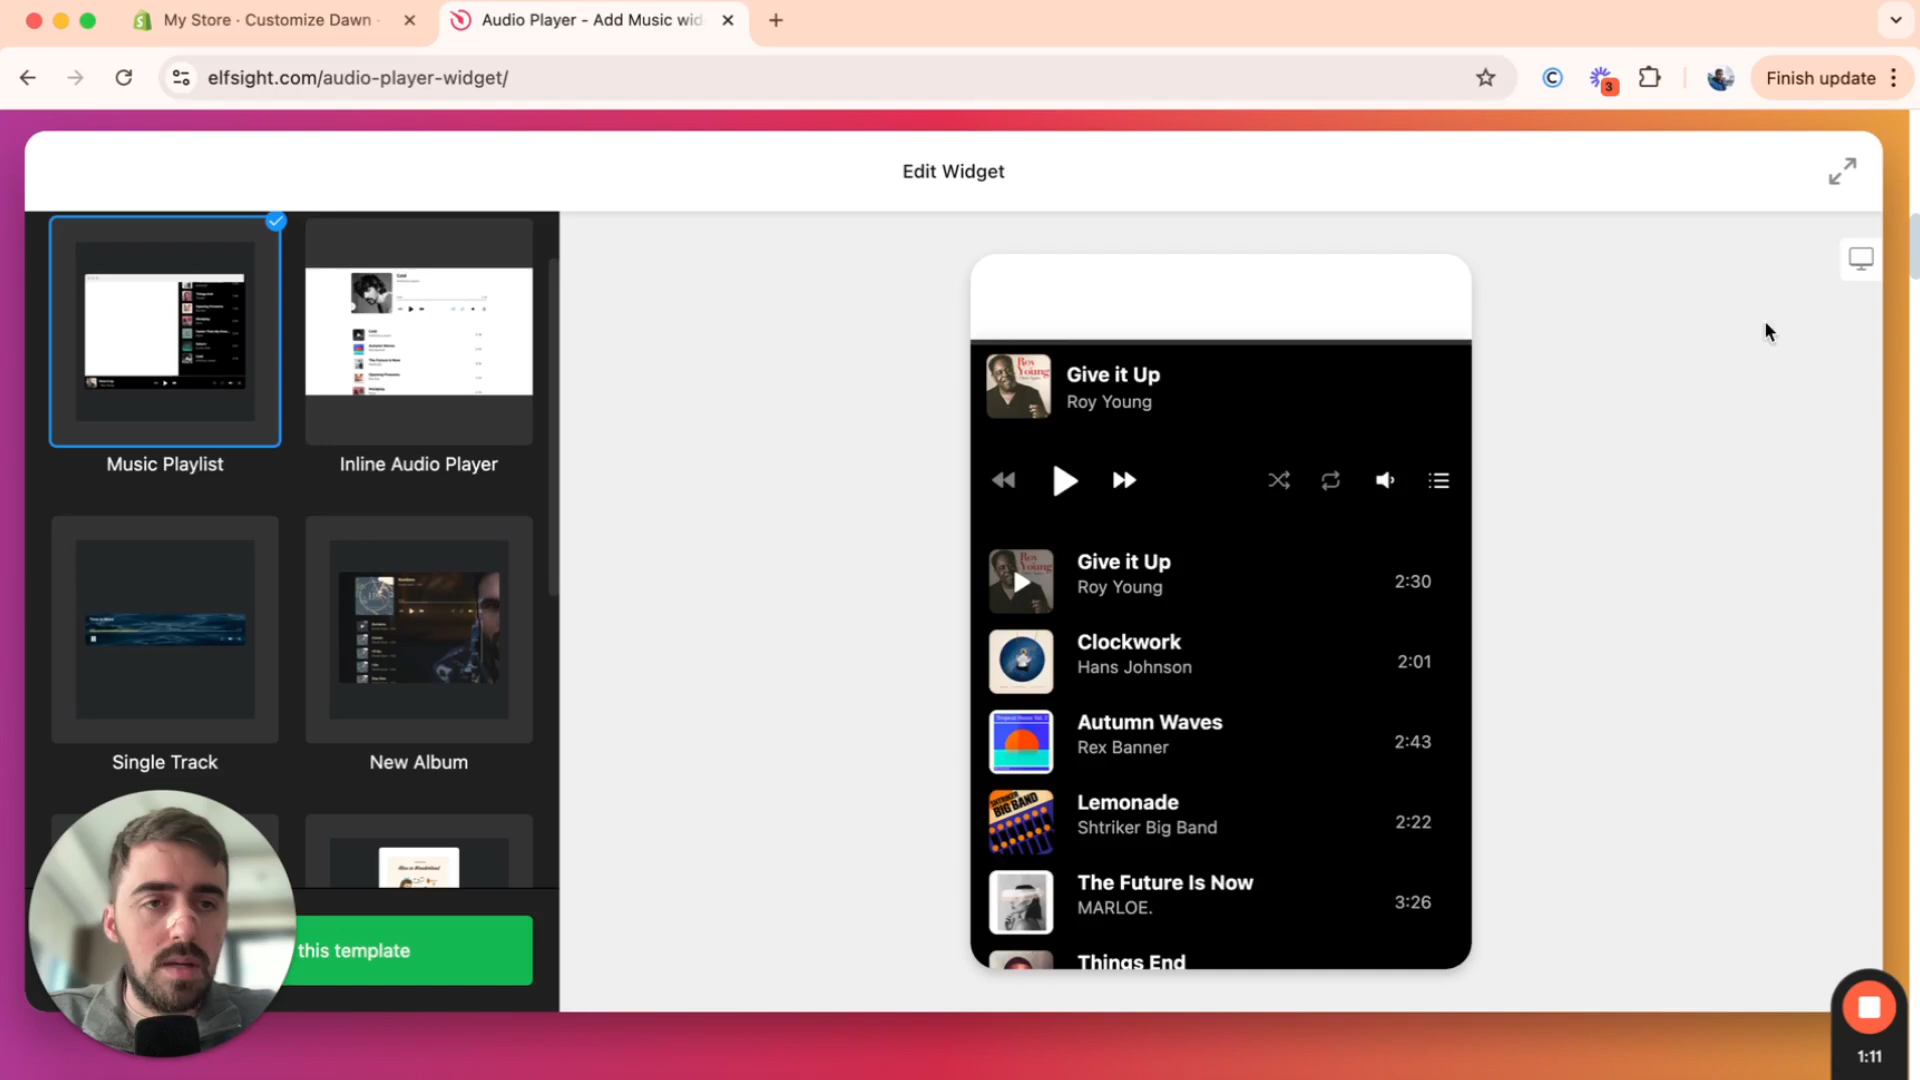 My Store · Customize Dawn ·
Audio Player - Add Music wid
elfsight.com/audio-player-widget/
3
Finish update
Edit Widget
Music Playlist
Inline Audio Player
Single Track
New Album
this template
Give it Up
Roy Young
Give it Up
Roy Young
2:30
Clockwork
Hans Johnson
2:01
Autumn Waves
Rex Banner
2:43
Lemonade
Shtriker Big Band
2:22
The Future Is Now
MARLOE.
3:26
Things End
1:11